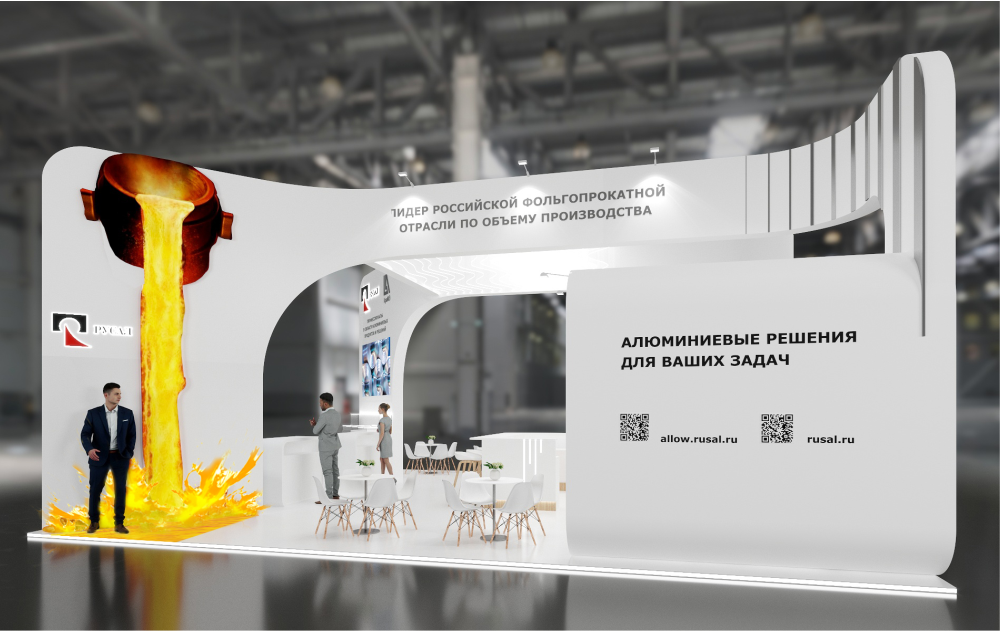 ЛИДЕР РОССИЙСКОЙ ФОЛЬГОПРОКАТНОЙ
ОТРАСЛИ ПО ОБЪЕМУ ПРОИЗВОДСТВА
РУСАЛ
АЛЮМИНИЕВЫЕ РЕШЕНИЯ
ДЛЯ ВАШИХ ЗАДАЧ
allow.rusal.ru
rusal.ru